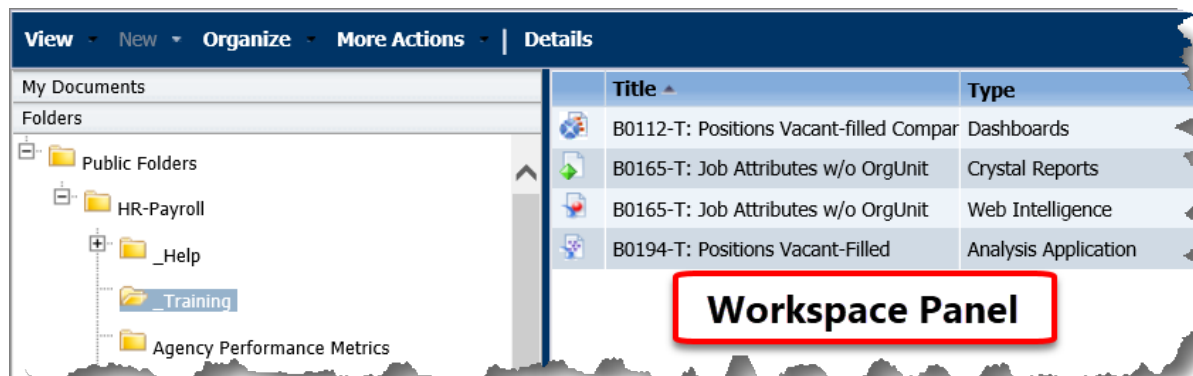 View New Organize More Actions | Details
My Documents
Folders
Public Folders
HR-Payroll
_Help
_Training
Agency Performance Metrics
Title Type
B0112-T: Positions Vacant-filled Compar Dashboards
B0165-T: Job Attributes w/o OrgUnit Crystal Reports
B0165-T: Job Attributes w/o OrgUnit Web Intelligence
B0194-T: Positions Vacant-Filled Analysis Application
Workspace Panel